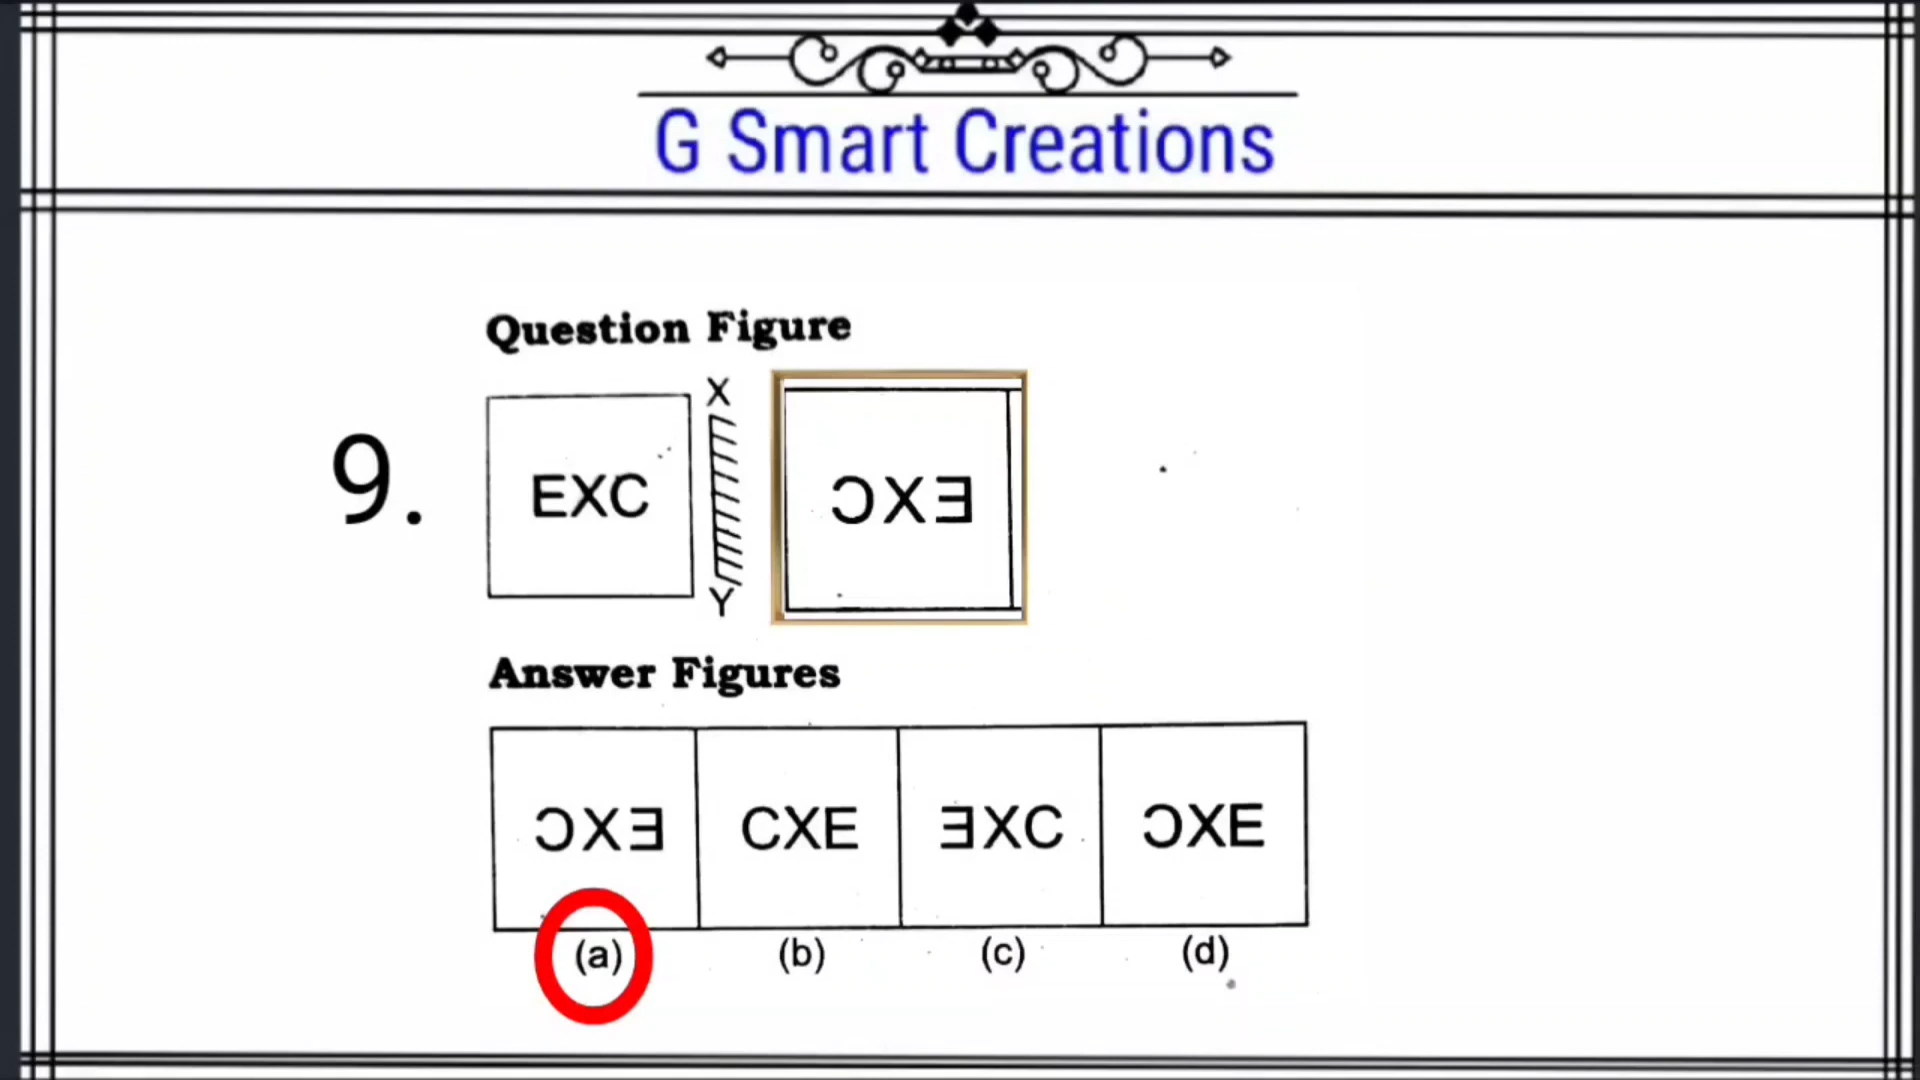 G Smart Creations
Question Figure
9.
EXC
X
Y
ƆXƎ
Answer Figures
ƆXƎ CXE ƎXC ƆXE
(a) (b) (c) (d)